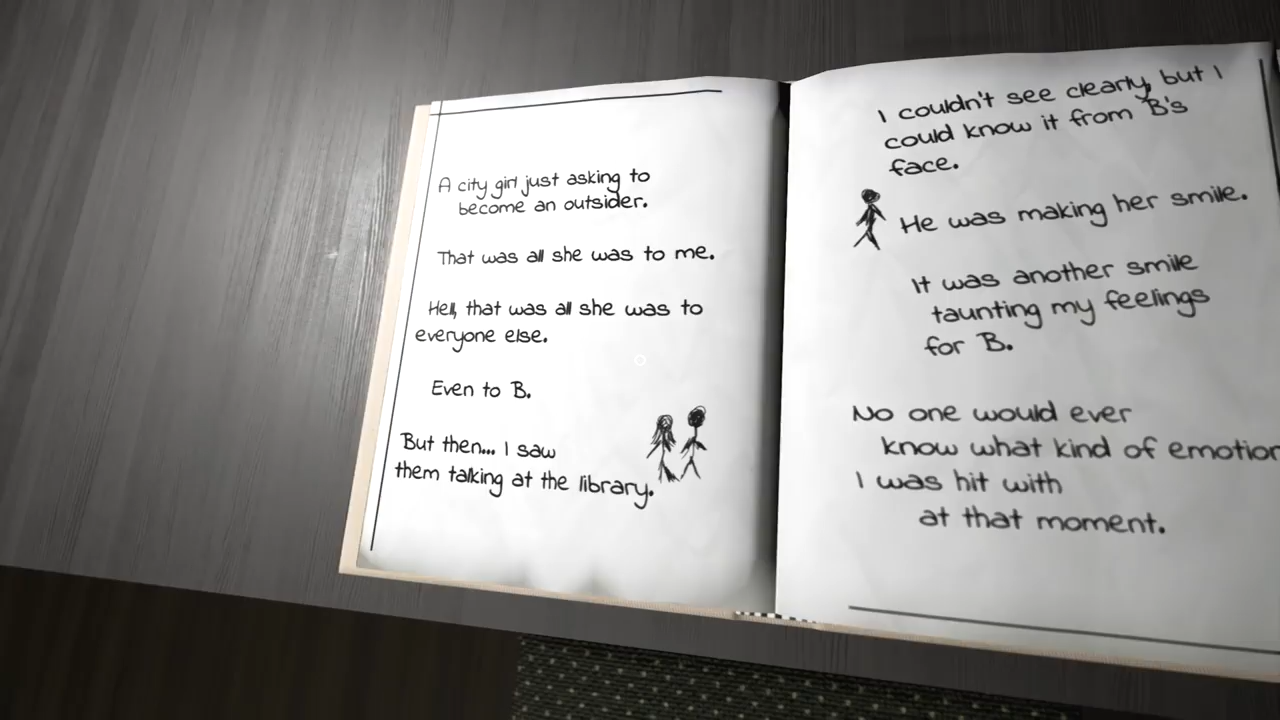 A city girl just asking to
become an outsider.
That was all she was to me.
Hell, that was all she was to
everyone else.
Even to B.
But then... I saw
them talking at the library.
I couldn't see clearly, but I
could know it from B's
face.
He was making her smile.
It was another smile
taunting my feelings
for B.
No one would ever
know what kind of emotion
I was hit with
at that moment.